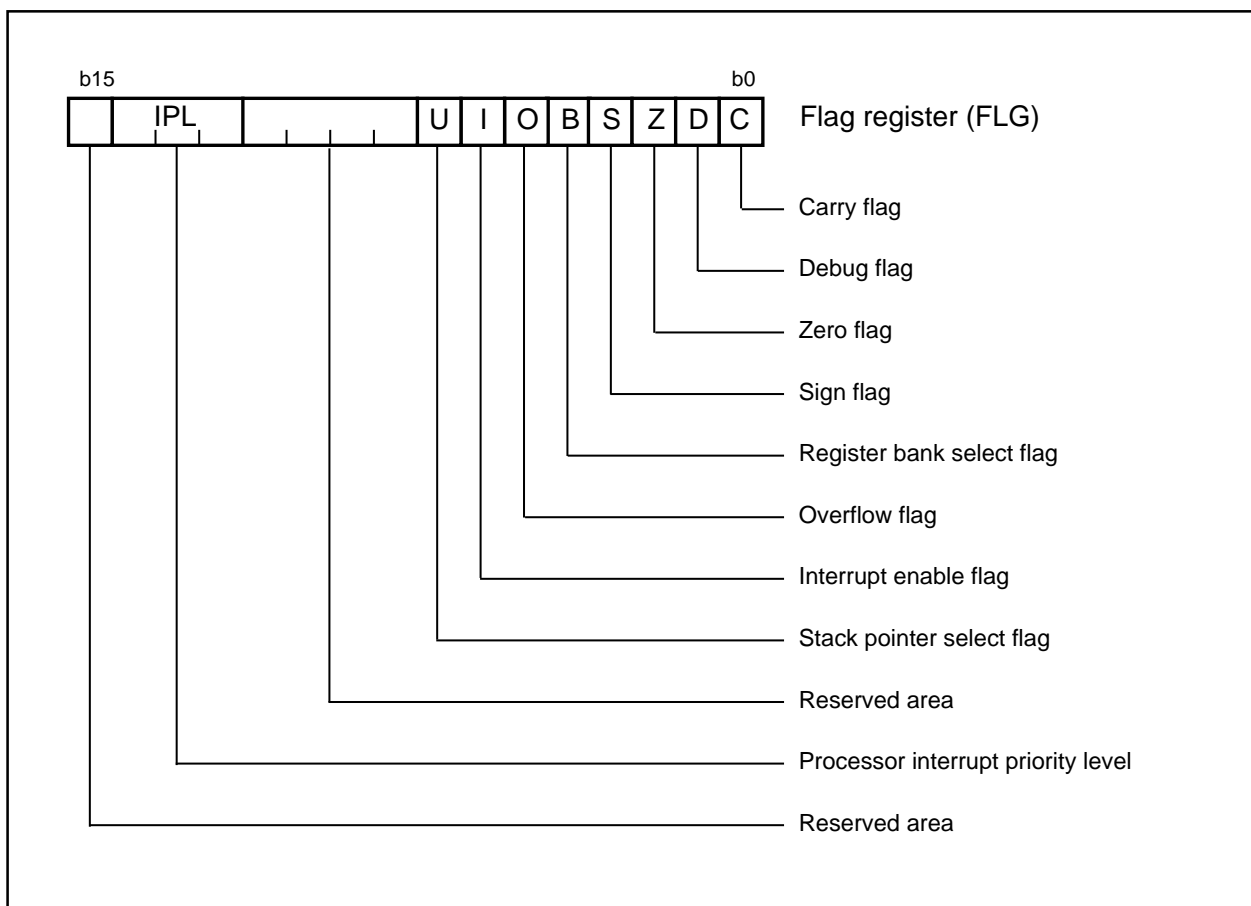 b15 b0
IPL U I O B S Z D C Flag register (FLG)
Carry flag
Debug flag
Zero flag
Sign flag
Register bank select flag
Overflow flag
Interrupt enable flag
Stack pointer select flag
Reserved area
Processor interrupt priority level
Reserved area